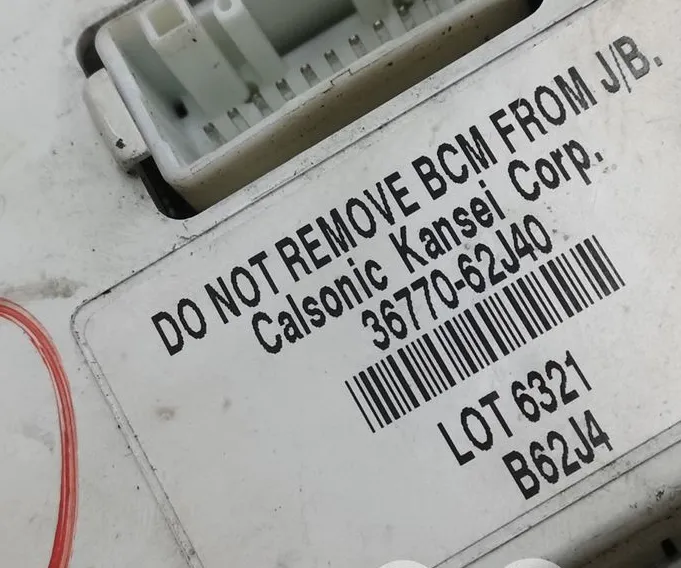 DO NOT REMOVE BCM FROM J/B.
Calsonic Kansei Corp.
36770-62J40
LOT 6321
B62J4